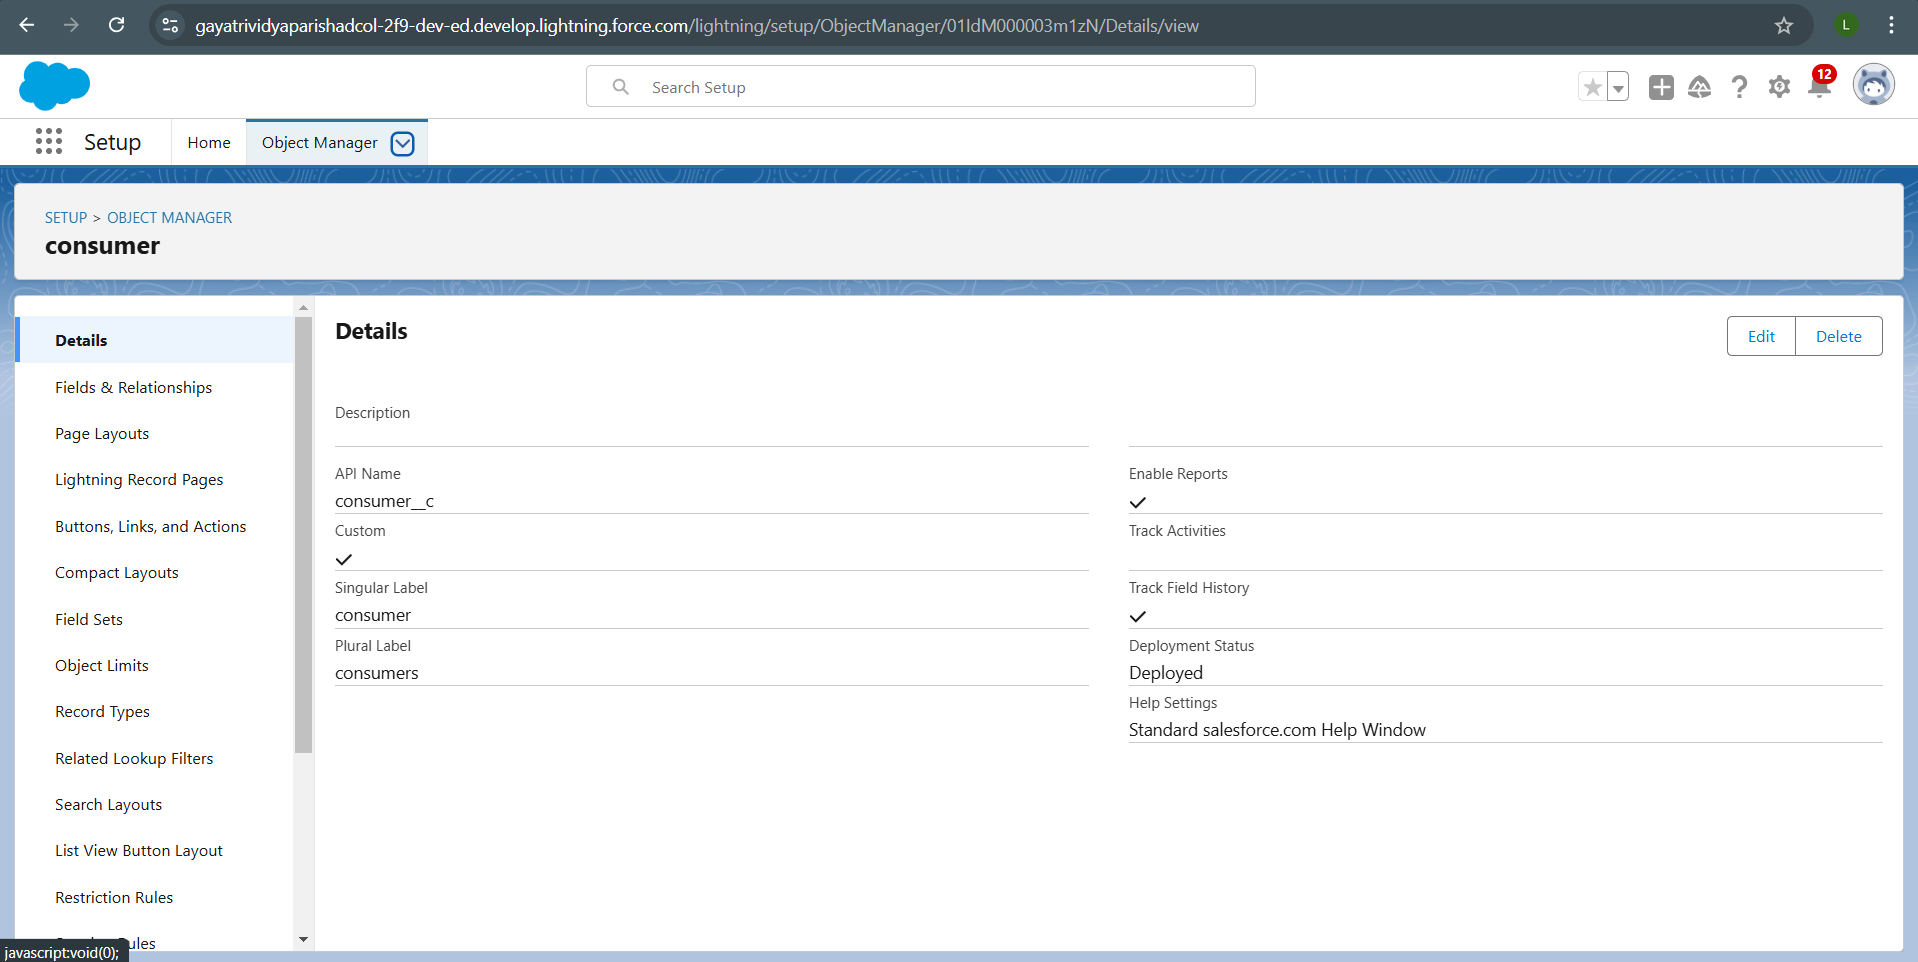 gayatrividyaparishadcol-2f9-dev-ed.develop.lightning.force.com/lightning/setup/ObjectManager/01IdM000003m1zN/Details/view
L
Search Setup
12
Setup
Home
Object Manager
SETUP > OBJECT MANAGER
consumer
Details
Fields & Relationships
Page Layouts
Lightning Record Pages
Buttons, Links, and Actions
Compact Layouts
Field Sets
Object Limits
Record Types
Related Lookup Filters
Search Layouts
List View Button Layout
Restriction Rules
Rules
javascript:void(0);
Details
Edit
Delete
Description
API Name
consumer__c
Custom
Singular Label
consumer
Plural Label
consumers
Enable Reports
Track Activities
Track Field History
Deployment Status
Deployed
Help Settings
Standard salesforce.com Help Window